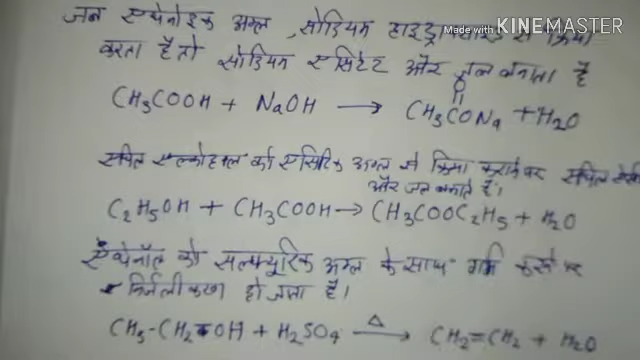 Made with KINEMASTER
जब एथेनोइक अम्ल सोडियम हाइड्राक्साइड से क्रिया
करता है तो सोडियम एसिटेट और जल बनाता है
O
CH3COOH + NaOH ⟶ CH3CONa + H2O
एथिल एल्कोहल को एसिटिक अम्ल से क्रिया कराने पर एथिल
और जल बनाते है।
C2H5OH + CH3COOH → CH3COOC2H5 + H2O
एथेनॉल को सल्फ्यूरिक अम्ल के साथ गर्म करने पर
निर्जलीकरण हो जाता है।
Δ
CH3-CH2-OH + H2SO4 ⟶ CH2=CH2 + H2O